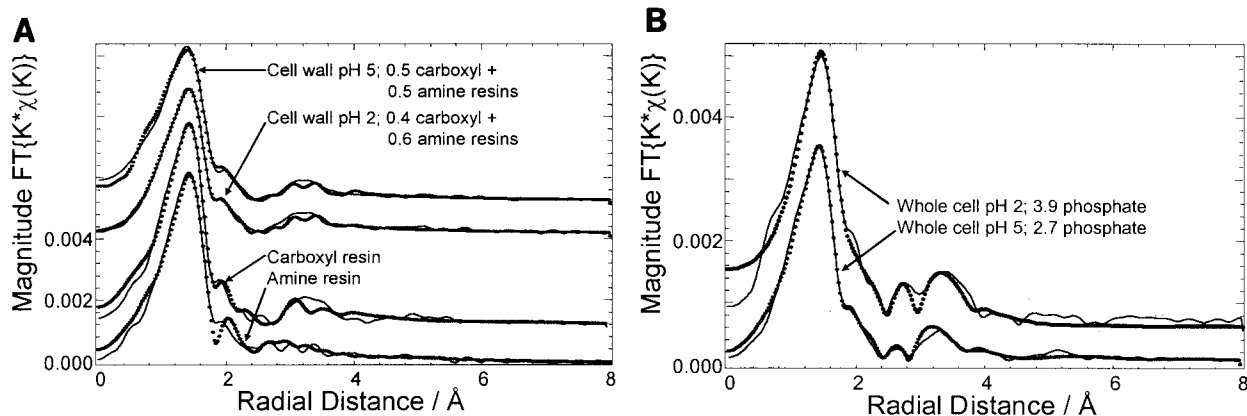 A
Magnitude FT{K*χ(K)}
0.004
0.002
0.000
Cell wall pH 5; 0.5 carboxyl +
0.5 amine resins
Cell wall pH 2; 0.4 carboxyl +
0.6 amine resins
Carboxyl resin
Amine resin
0 2 4 6 8
Radial Distance / Å
B
Magnitude FT{K*χ(K)}
0.004
0.002
0.000
Whole cell pH 2; 3.9 phosphate
Whole cell pH 5; 2.7 phosphate
0 2 4 6 8
Radial Distance / Å